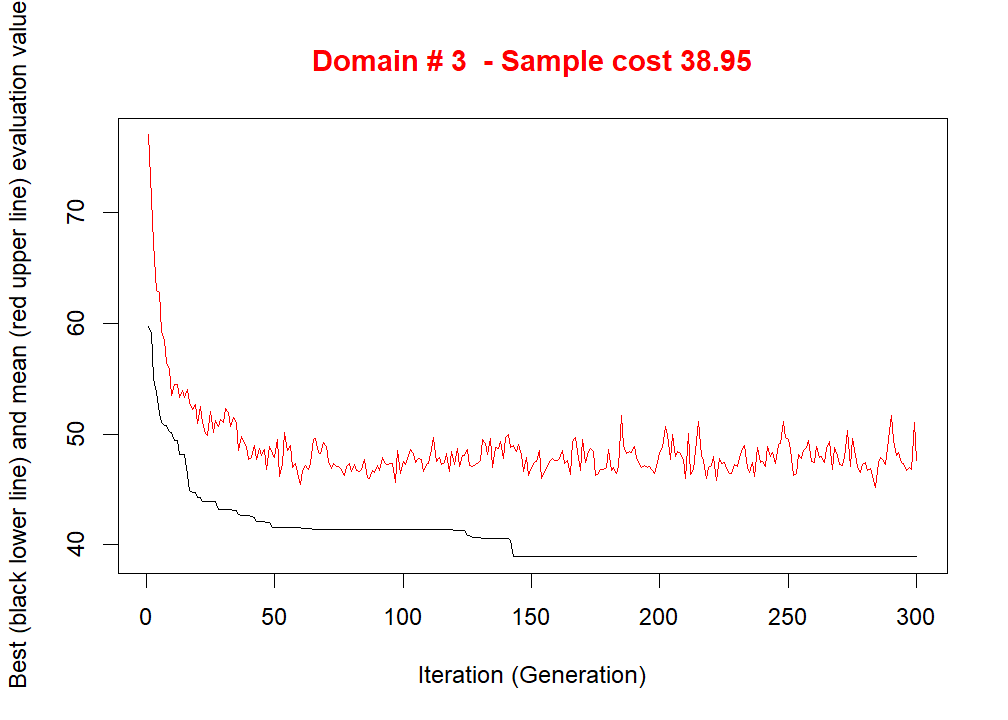 Domain # 3 - Sample cost 38.95
Best (black lower line) and mean (red upper line) evaluation value
70
60
50
40
0 50 100 150 200 250 300
Iteration (Generation)